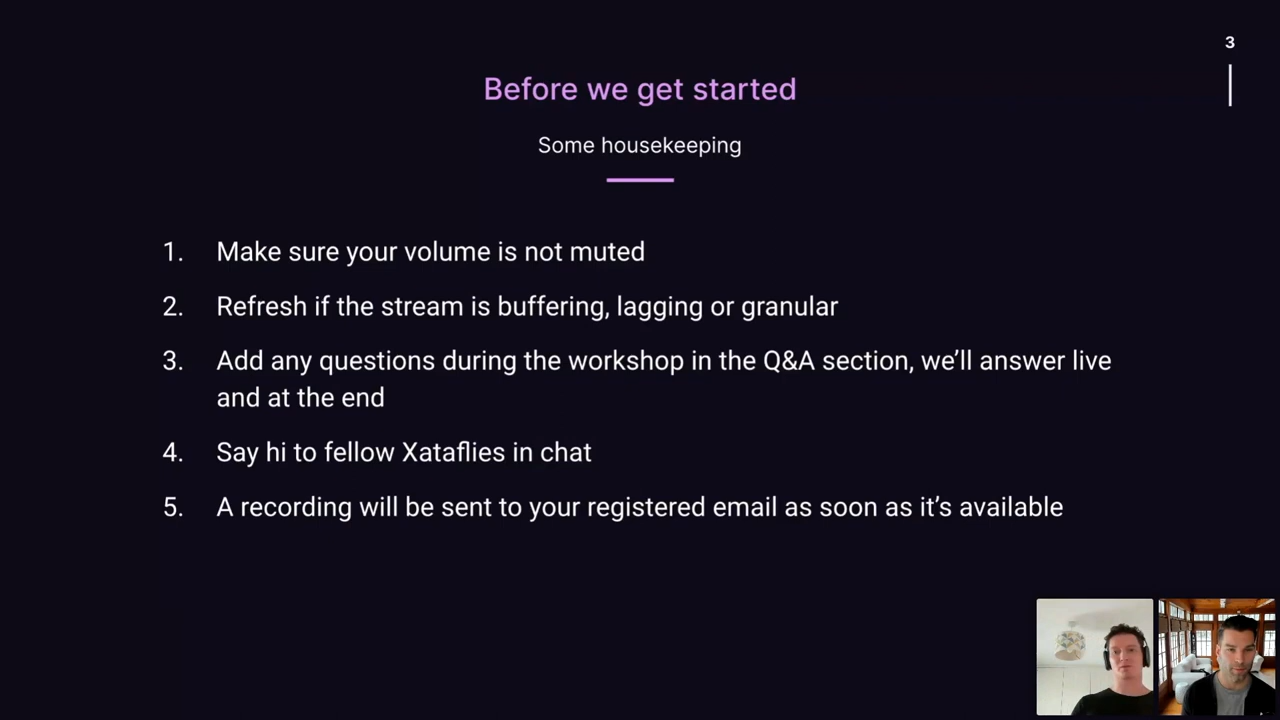 3
Before we get started
Some housekeeping
1. Make sure your volume is not muted
2. Refresh if the stream is buffering, lagging or granular
3. Add any questions during the workshop in the Q&A section, we’ll answer live
and at the end
4. Say hi to fellow Xataflies in chat
5. A recording will be sent to your registered email as soon as it’s available